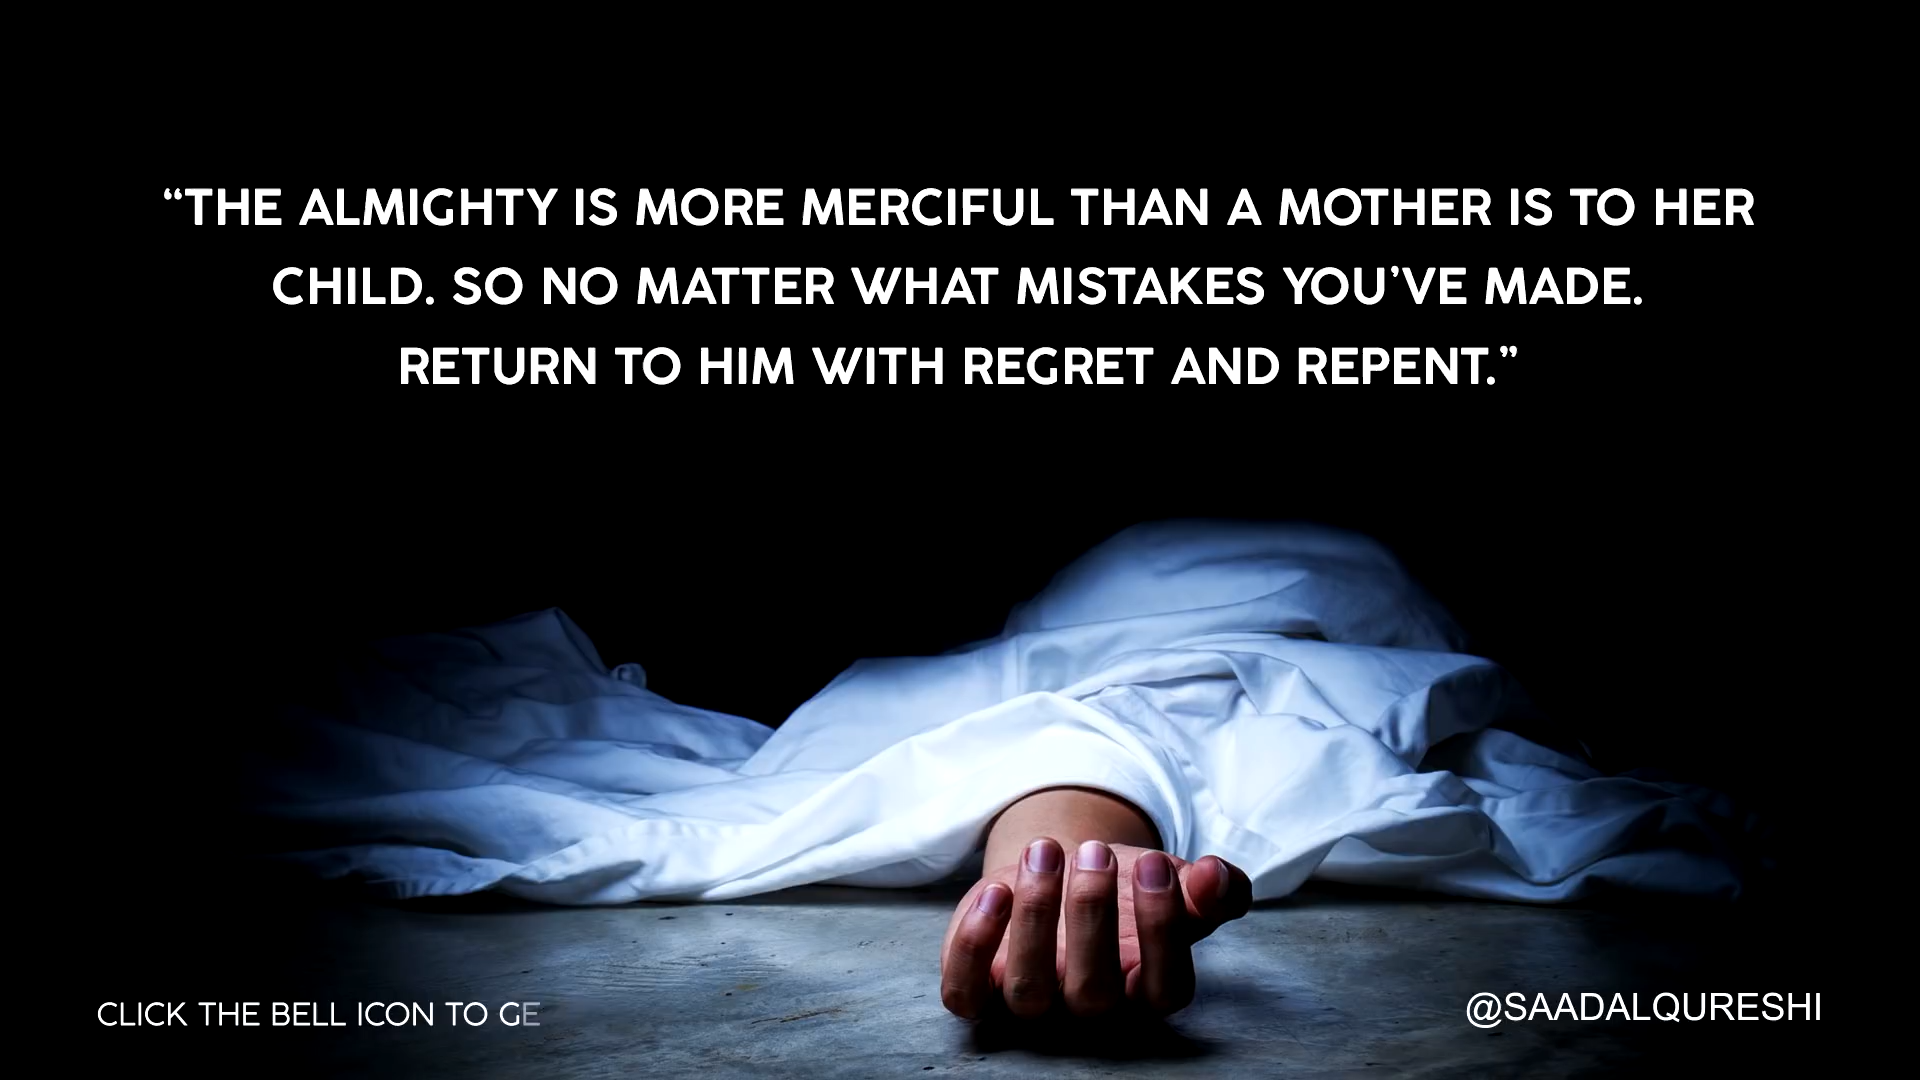 “THE ALMIGHTY IS MORE MERCIFUL THAN A MOTHER IS TO HER
CHILD. SO NO MATTER WHAT MISTAKES YOU’VE MADE.
RETURN TO HIM WITH REGRET AND REPENT.”
CLICK THE BELL ICON TO GE
@SAADALQURESHI